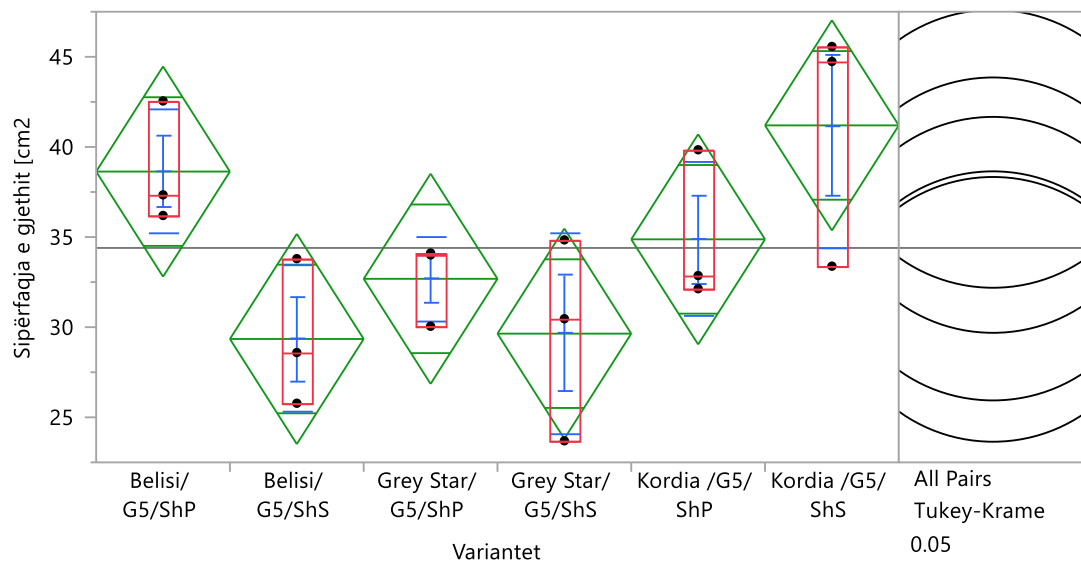 Sipërfaqja e gjethit [cm2
45
40
35
30
25
Belisi/
G5/ShP
Belisi/
G5/ShS
Grey Star/
G5/ShP
Grey Star/
G5/ShS
Kordia /G5/
ShP
Kordia /G5/
ShS
All Pairs
Tukey-Krame
0.05
Variantet